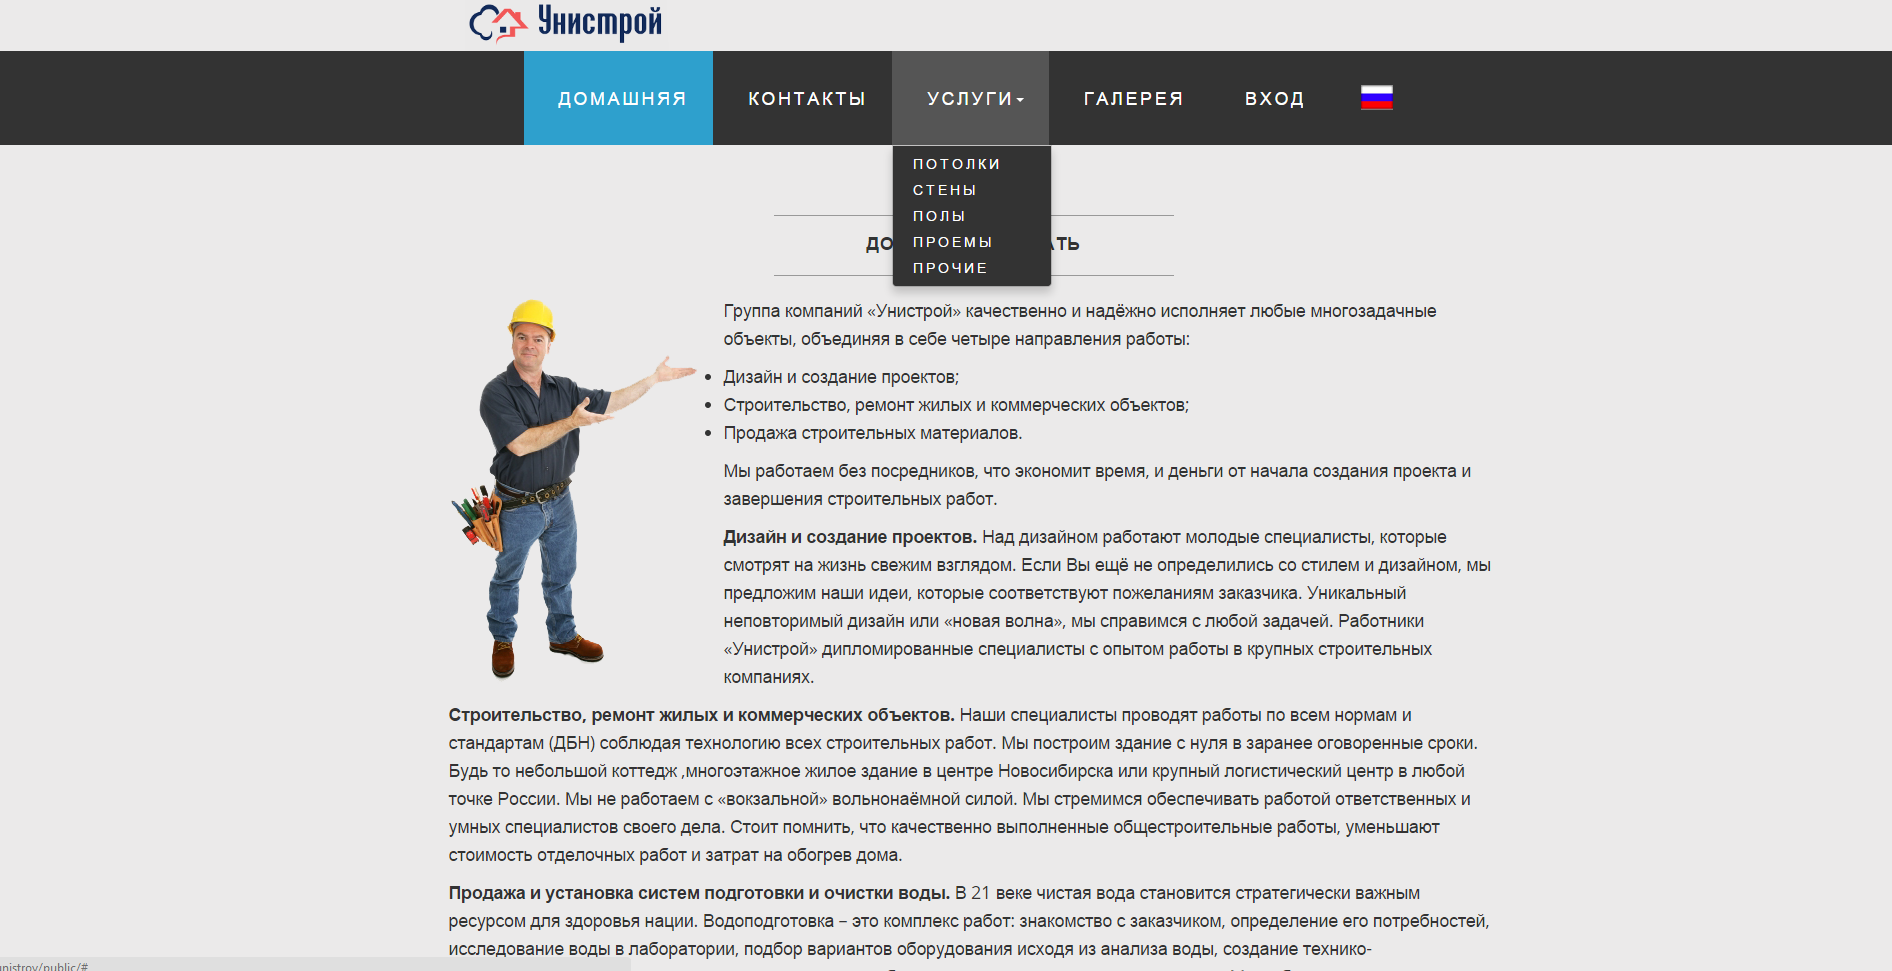 Унистрой
ДОМАШНЯЯ КОНТАКТЫ УСЛУГИ ГАЛЕРЕЯ ВХОД
ПОТОЛКИ
СТЕНЫ
ПОЛЫ
ПРОЕМЫ
ПРОЧИЕ
Группа компаний «Унистрой» качественно и надёжно исполняет любые многозадачные
объекты, объединяя в себе четыре направления работы:
Дизайн и создание проектов;
Строительство, ремонт жилых и коммерческих объектов;
Продажа строительных материалов.
Мы работаем без посредников, что экономит время, и деньги от начала создания проекта и
завершения строительных работ.
Дизайн и создание проектов. Над дизайном работают молодые специалисты, которые
смотрят на жизнь свежим взглядом. Если Вы ещё не определились со стилем и дизайном, мы
предложим наши идеи, которые соответствуют пожеланиям заказчика. Уникальный
неповторимый дизайн или «новая волна», мы справимся с любой задачей. Работники
«Унистрой» дипломированные специалисты с опытом работы в крупных строительных
компаниях.
Строительство, ремонт жилых и коммерческих объектов. Наши специалисты проводят работы по всем нормам и
стандартам (ДБН) соблюдая технологию всех строительных работ. Мы построим здание с нуля в заранее оговоренные сроки.
Будь то небольшой коттедж ,многоэтажное жилое здание в центре Новосибирска или крупный логистический центр в любой
точке России. Мы не работаем с «вокзальной» вольнонаёмной силой. Мы стремимся обеспечивать работой ответственных и
умных специалистов своего дела. Стоит помнить, что качественно выполненные общестроительные работы, уменьшают
стоимость отделочных работ и затрат на обогрев дома.
Продажа и установка систем подготовки и очистки воды. В 21 веке чистая вода становится стратегически важным
ресурсом для здоровья нации. Водоподготовка – это комплекс работ: знакомство с заказчиком, определение его потребностей,
исследование воды в лаборатории, подбор вариантов оборудования исходя из анализа воды, создание технико-